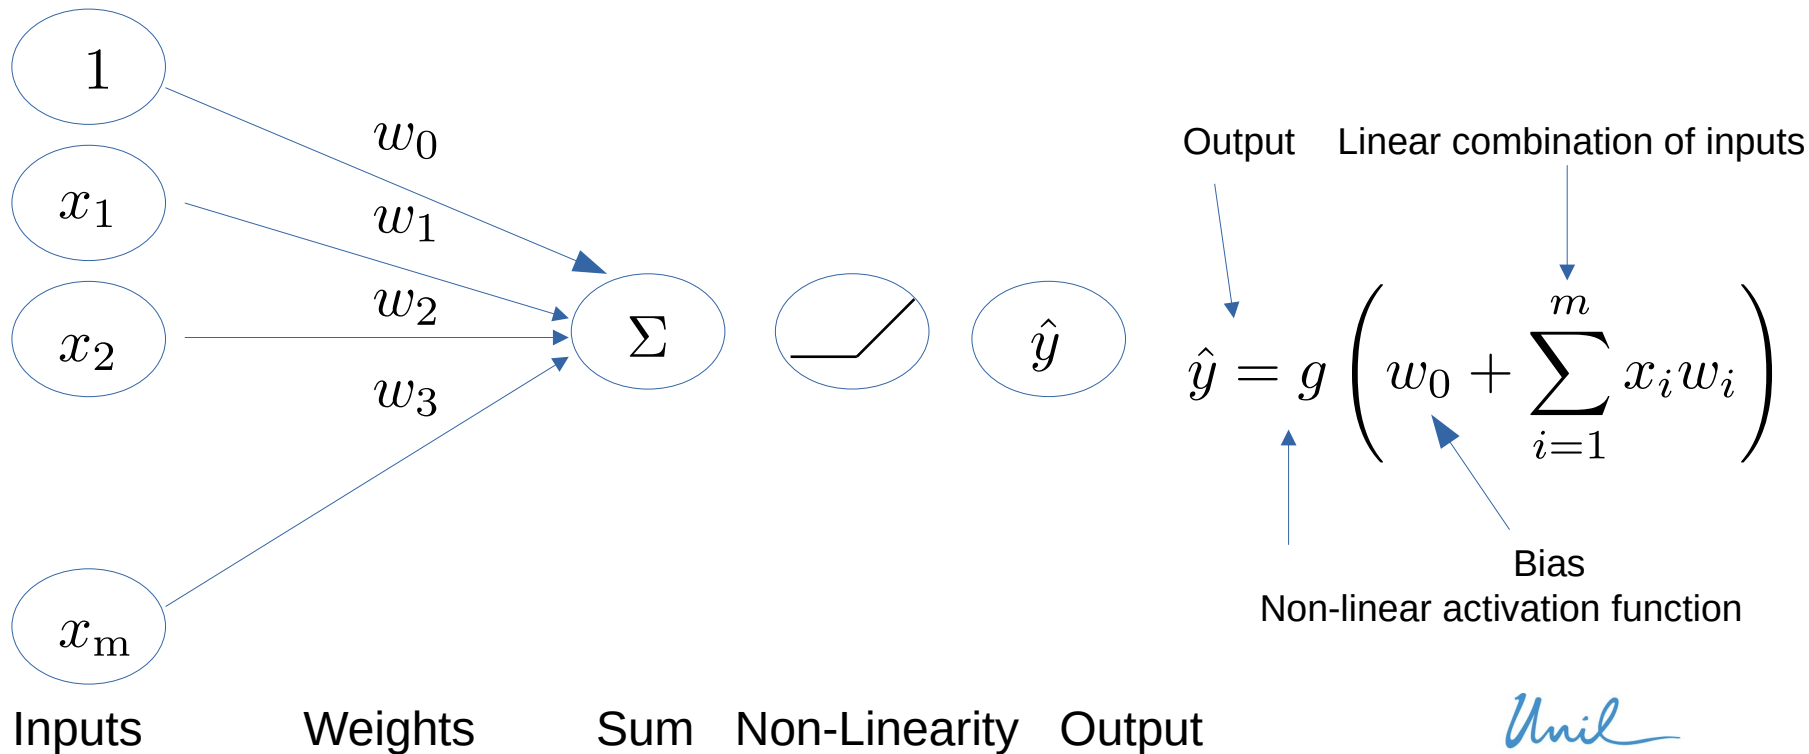 1
w₀
x₁
w₁
x₂
w₂
w₃
xₘ
Σ
ŷ
Output
Linear combination of inputs
ŷ = g ( w₀ + ∑ᵢ₌₁ᵐ xᵢwᵢ )
Bias
Non-linear activation function
Inputs Weights Sum Non-Linearity Output
Unil